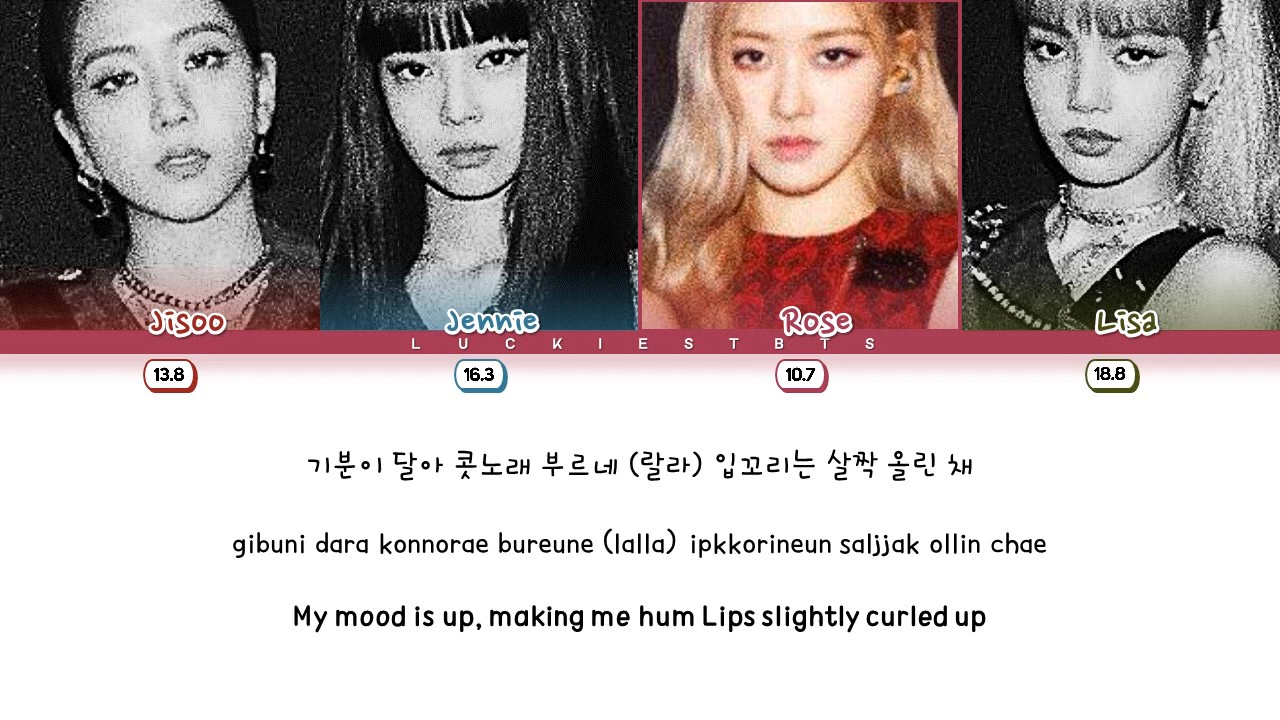 Jisoo Jennie Rose Lisa
LUCKIESTBTS
13.8 16.3 10.7 18.8
기분이 달아 콧노래 부르네 (랄라) 입꼬리는 살짝 올린 채
gibuni dara konnorae bureune (lalla) ipkkorineun saljjak ollin chae
My mood is up, making me hum Lips slightly curled up